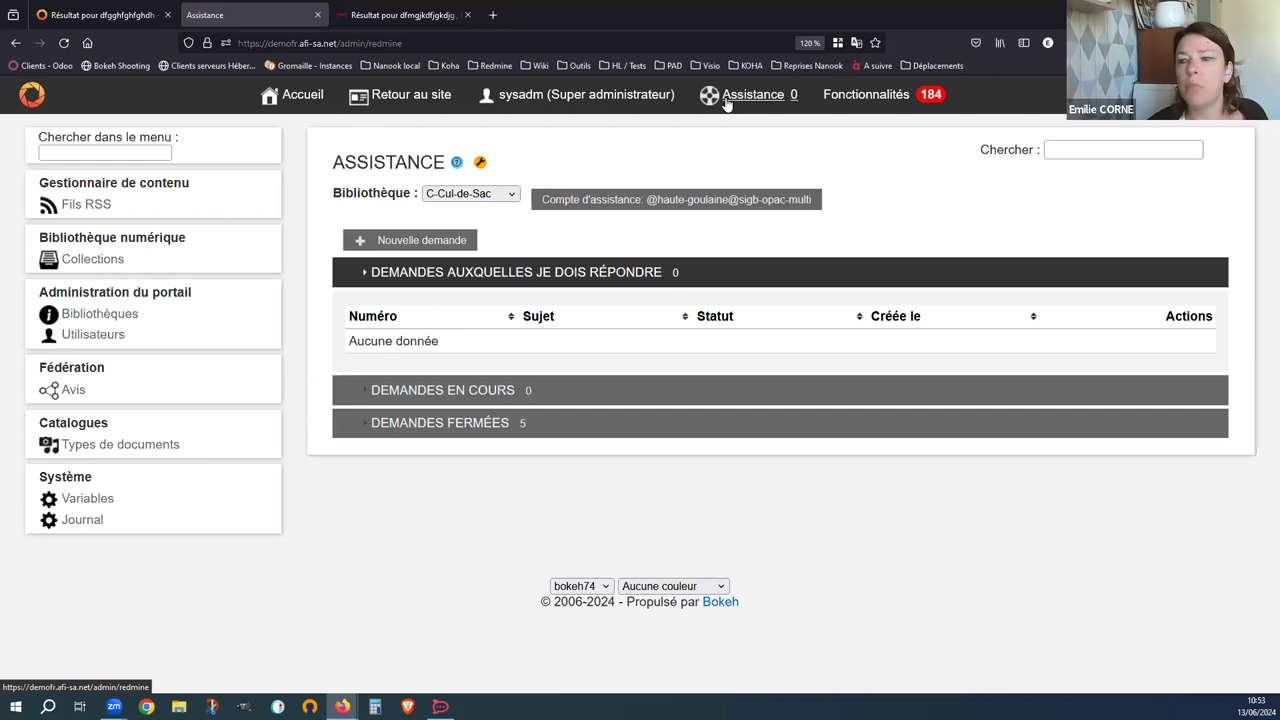 Résultat pour dfgghfghfghdh
Assistance
Résultat pour dfmgjkdfjgkdjg ,
https://demofr.afi-sa.net/admin/redmine
120 %
Clients - Odoo
Bokeh Shooting
Clients serveurs Héber...
Gromaille - Instances
Nanook local
Koha
Redmine
Wiki
Outils
HL / Tests
PAD
Visio
KOHA
Reprises Nanook
A suivre
Déplacements
Emilie CORNE
Accueil
Retour au site
sysadm (Super administrateur)
Assistance 0
Fonctionnalités 184
Chercher dans le menu :
Gestionnaire de contenu
Fils RSS
Bibliothèque numérique
Collections
Administration du portail
Bibliothèques
Utilisateurs
Fédération
Avis
Catalogues
Types de documents
Système
Variables
Journal
ASSISTANCE
Chercher :
Bibliothèque : C-Cul-de-Sac
Compte d'assistance: @haute-goulaine@sigb-opac-multi
Nouvelle demande
DEMANDES AUXQUELLES JE DOIS RÉPONDRE 0
Numéro Sujet Statut Créée le Actions
Aucune donnée
DEMANDES EN COURS 0
DEMANDES FERMÉES 5
bokeh74 Aucune couleur
© 2006-2024 - Propulsé par Bokeh
https://demofr.afi-sa.net/admin/redmine
10:53
13/06/2024